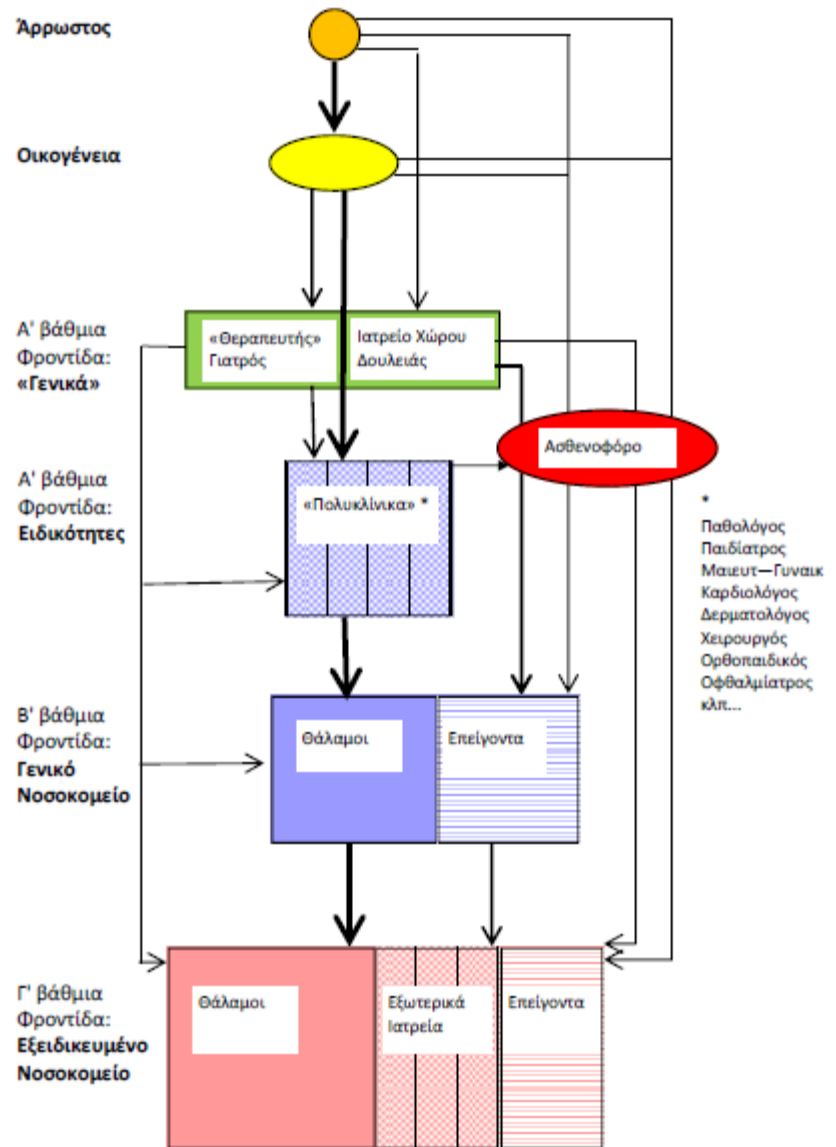 Άρρωστος
Οικογένεια
Α' βάθμια
Φροντίδα:
«Γενικά»
«Θεραπευτής»
Γιατρός
Ιατρείο Χώρου
Δουλειάς
Ασθενοφόρο
Α' βάθμια
Φροντίδα:
Ειδικότητες
«Πολυκλίνικα» *
*
Παθολόγος
Παιδίατρος
Μαιευτ—Γυναικ
Καρδιολόγος
Δερματολόγος
Χειρουργός
Ορθοπαιδικός
Οφθαλμίατρος
κλπ...
Β' βάθμια
Φροντίδα:
Γενικό
Νοσοκομείο
Θάλαμοι
Επείγοντα
Γ' βάθμια
Φροντίδα:
Εξειδικευμένο
Νοσοκομείο
Θάλαμοι
Εξωτερικά
Ιατρεία
Επείγοντα